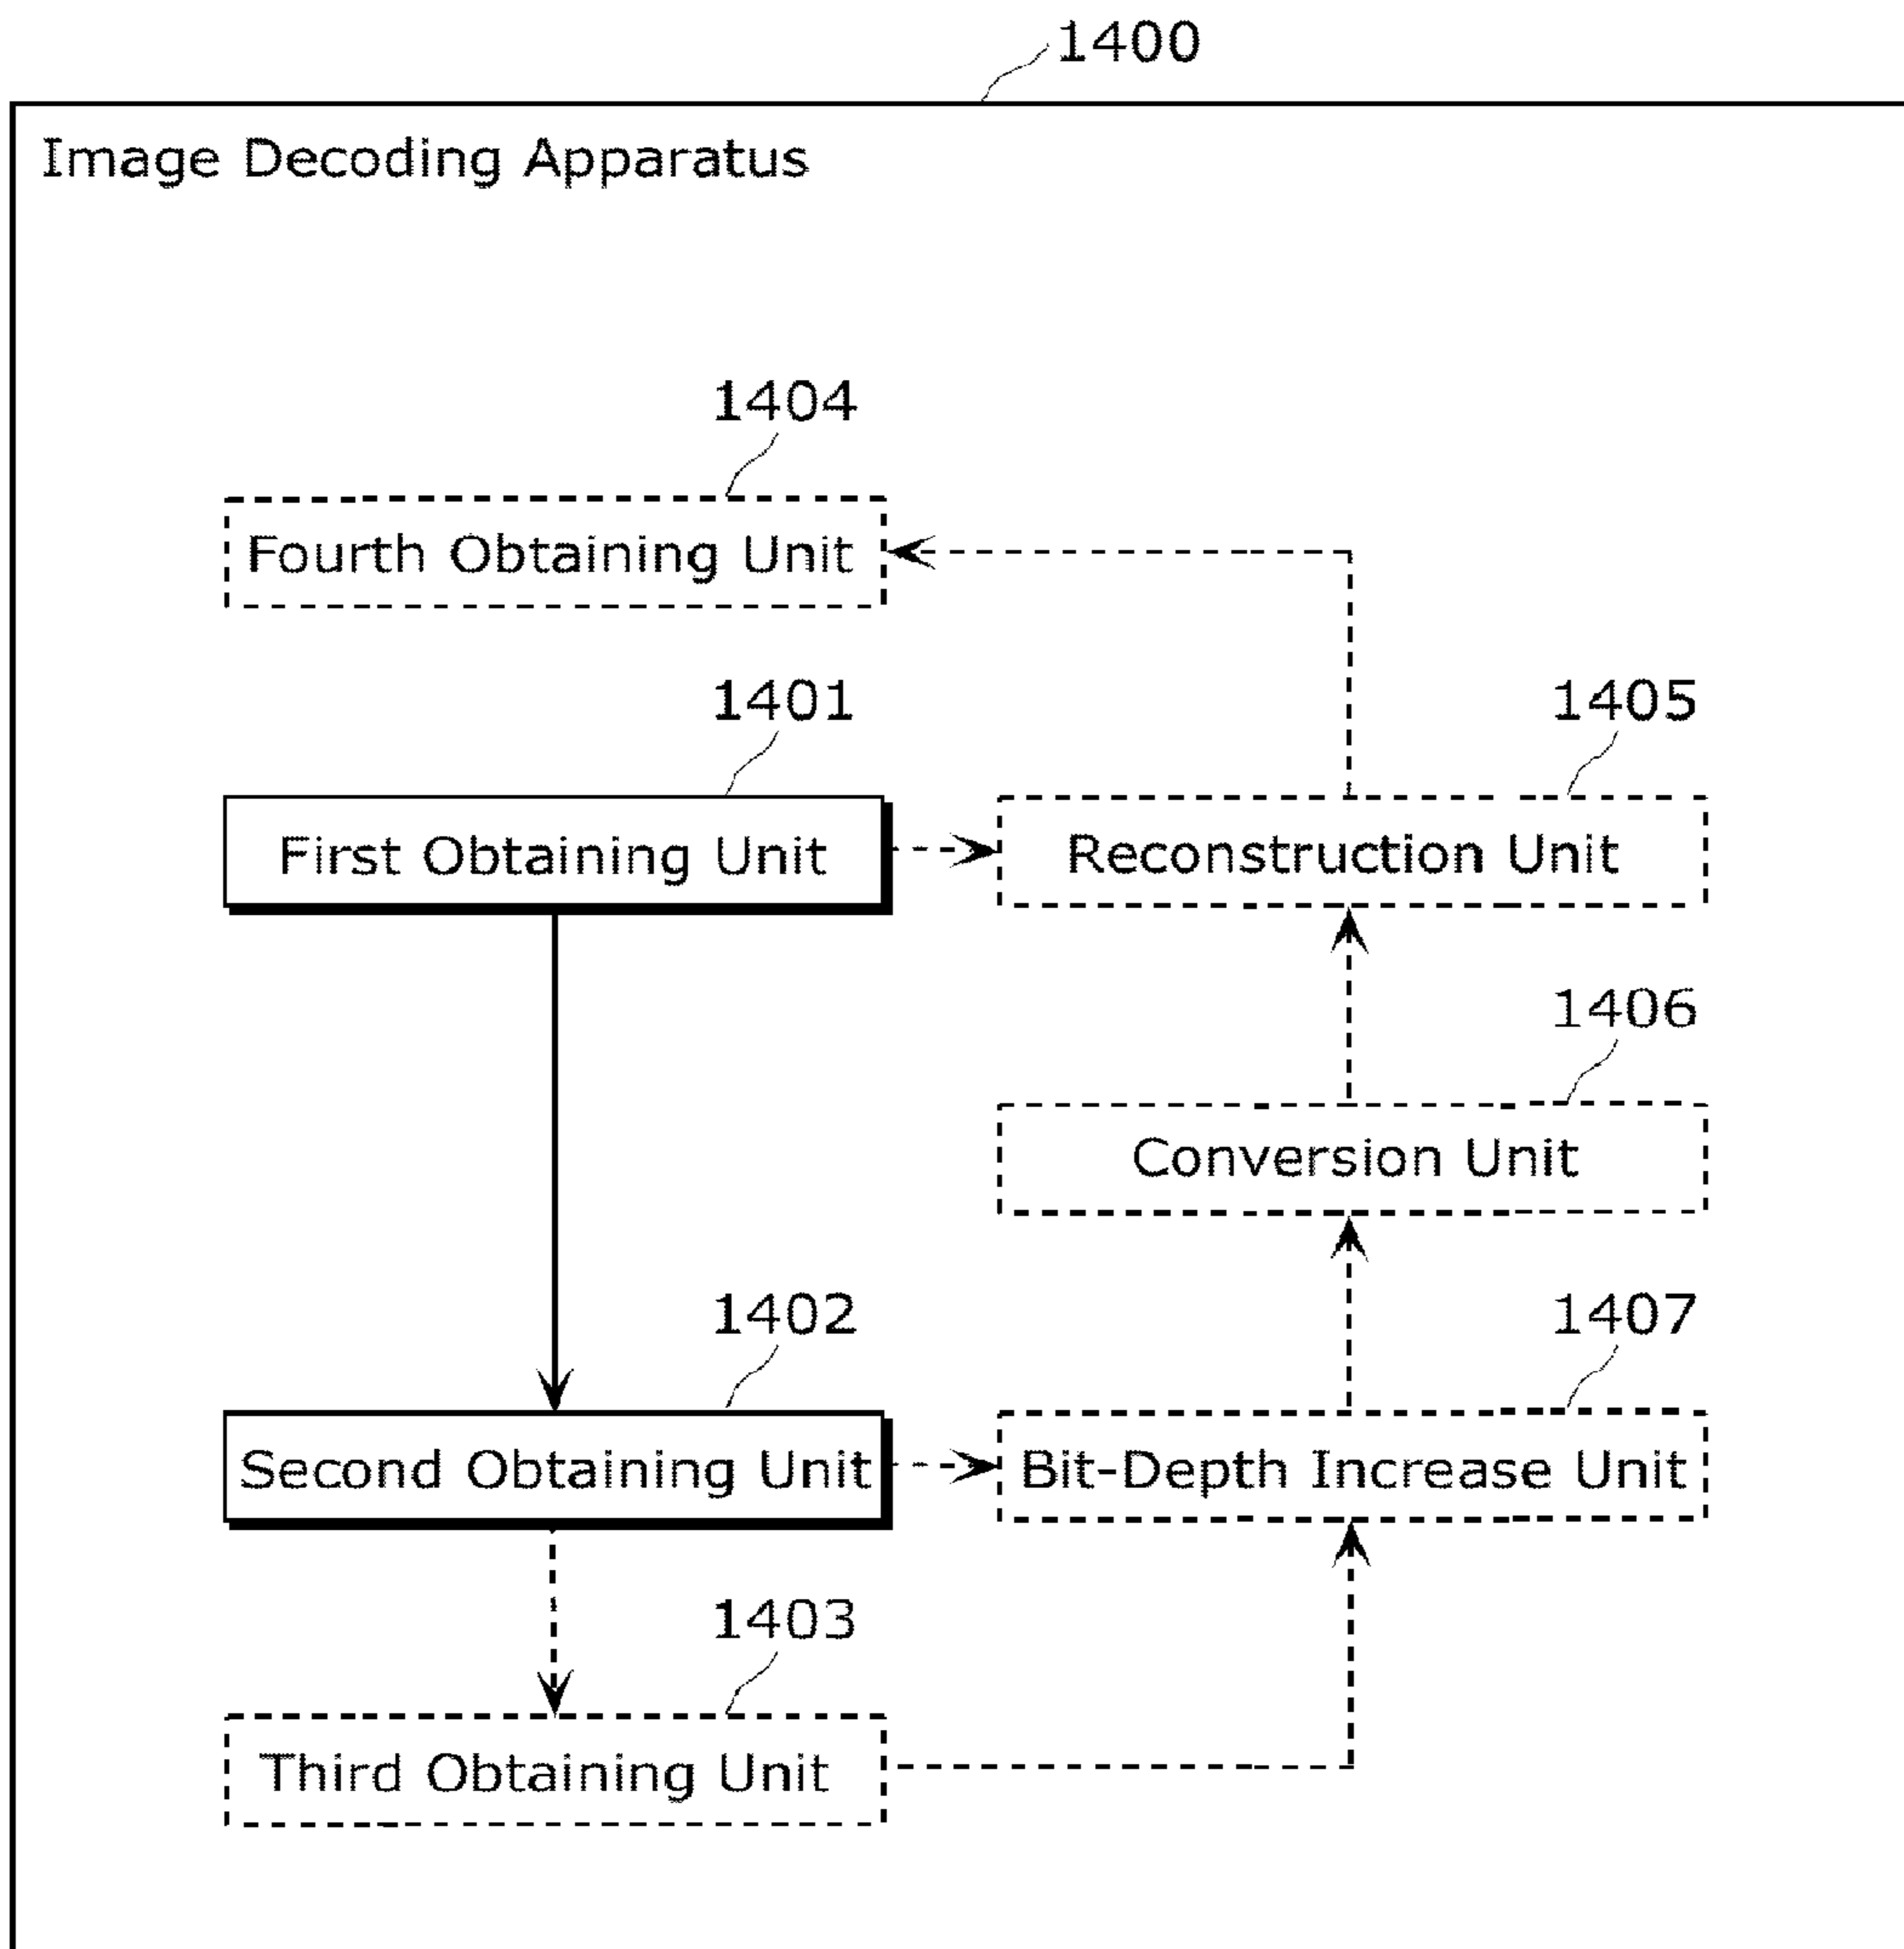 1400
Image Decoding Apparatus
1404
Fourth Obtaining Unit
1401
1405
First Obtaining Unit
Reconstruction Unit
1406
Conversion Unit
1402
1407
Second Obtaining Unit
Bit-Depth Increase Unit
1403
Third Obtaining Unit